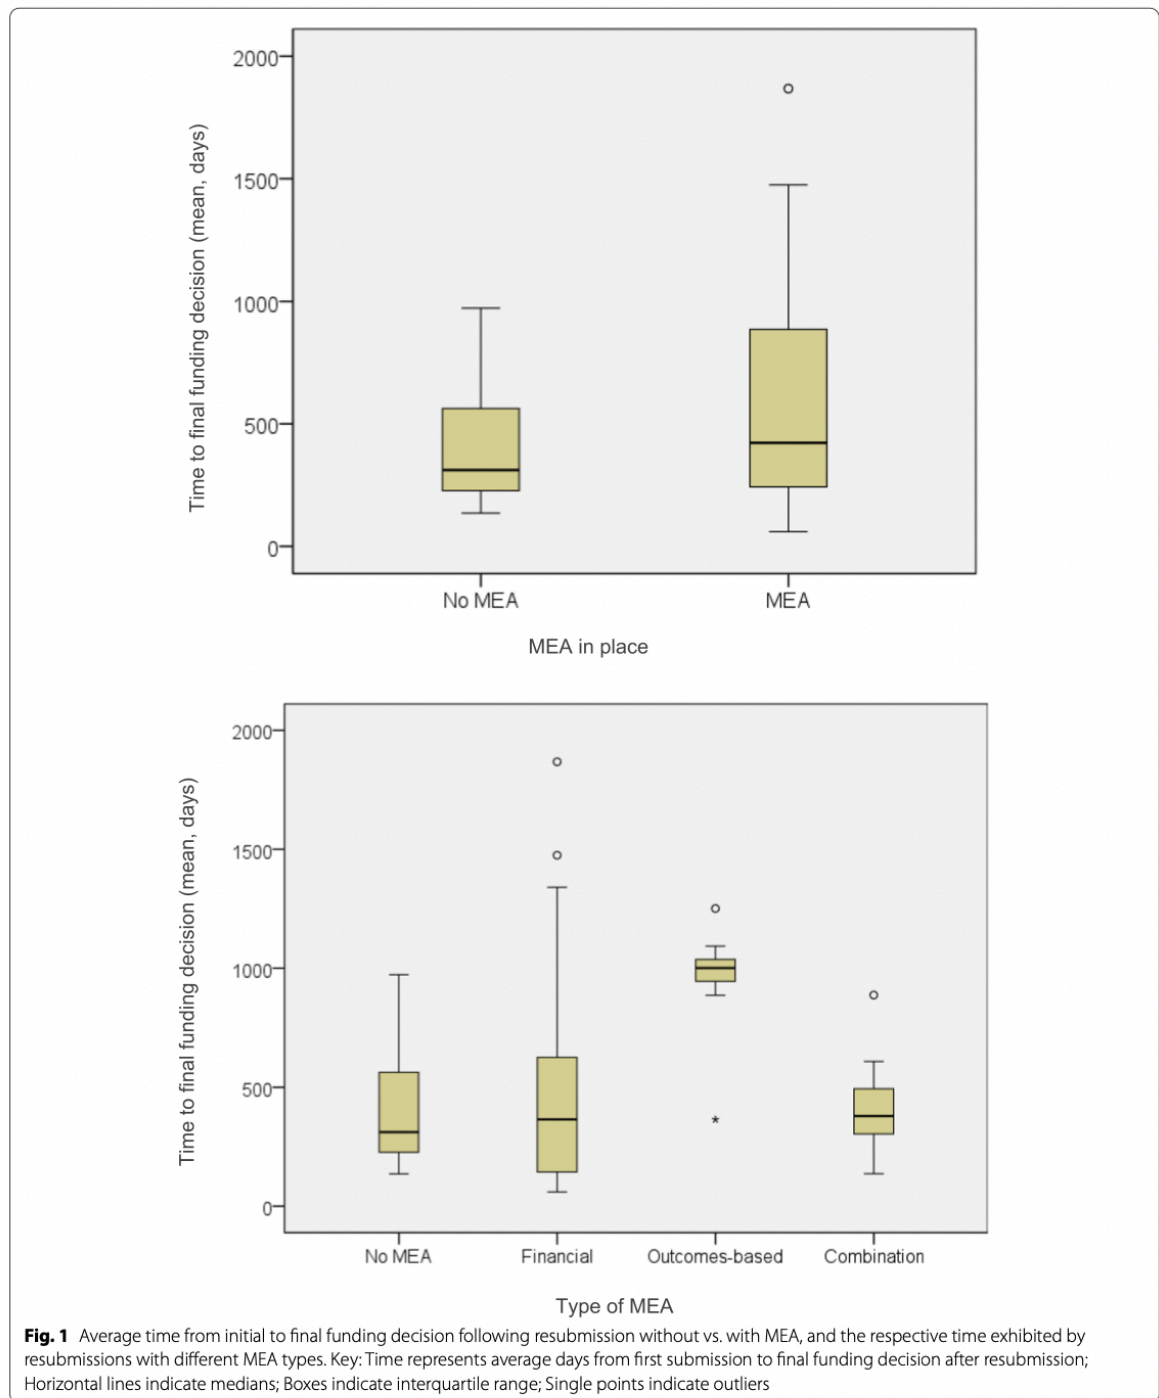 2000
1500
1000
500
0
Time to final funding decision (mean, days)
No MEA
MEA
MEA in place
2000
1500
1000
500
0
Time to final funding decision (mean, days)
*
No MEA
Financial
Outcomes-based
Combination
Type of MEA
Fig. 1 Average time from initial to final funding decision following resubmission without vs. with MEA, and the respective time exhibited by
resubmissions with different MEA types. Key: Time represents average days from first submission to final funding decision after resubmission;
Horizontal lines indicate medians; Boxes indicate interquartile range; Single points indicate outliers